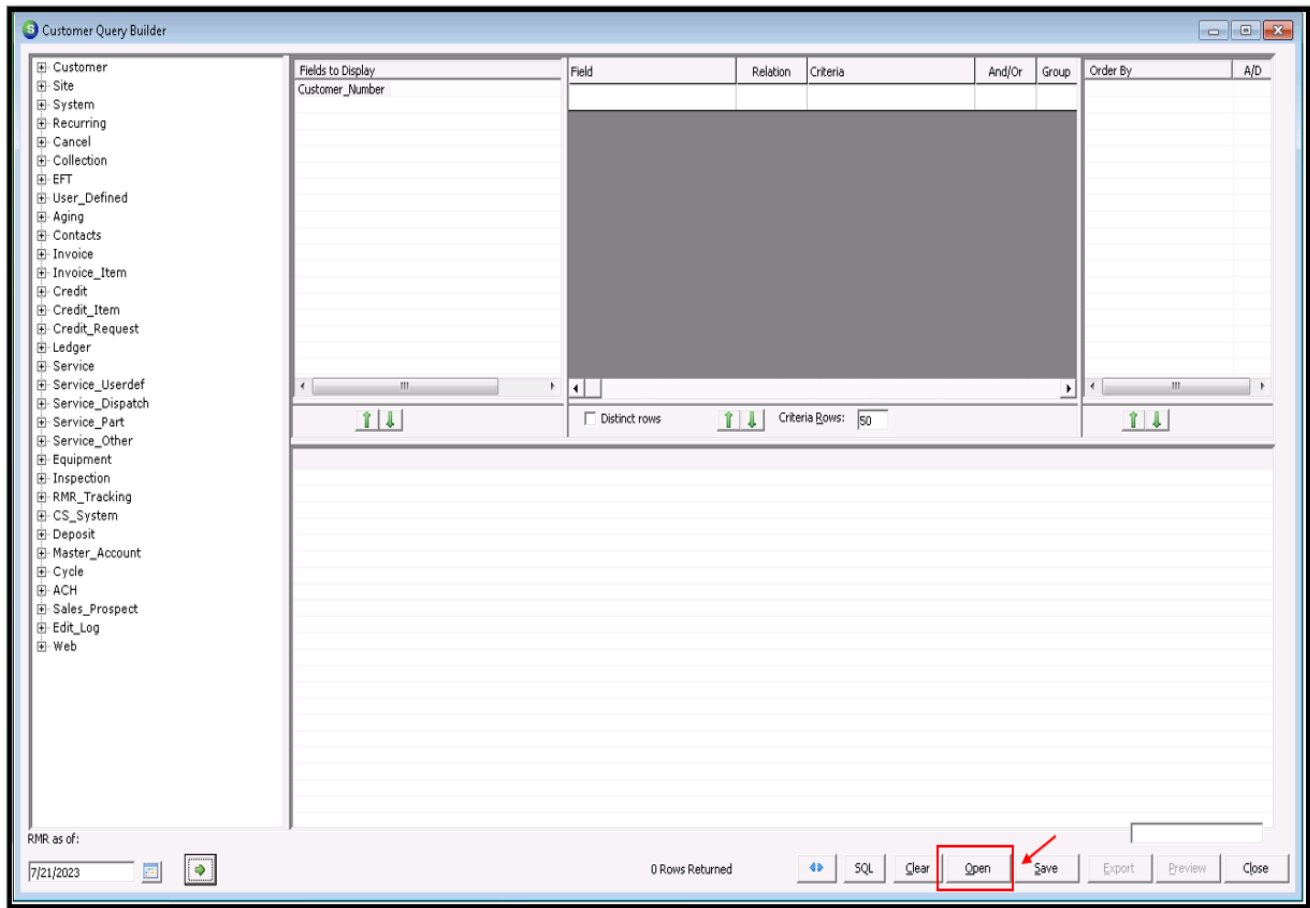 Customer Query Builder
Customer
Site
System
Recurring
Cancel
Collection
EFT
User_Defined
Aging
Contacts
Invoice
Invoice_Item
Credit
Credit_Item
Credit_Request
Ledger
Service
Service_Userdef
Service_Dispatch
Service_Part
Service_Other
Equipment
Inspection
RMR_Tracking
CS_System
Deposit
Master_Account
Cycle
ACH
Sales_Prospect
Edit_Log
Web
Fields to Display
Customer_Number
Field Relation Criteria And/Or Group
Order By A/D
Distinct rows Criteria Rows: 50
RMR as of:
7/21/2023 0 Rows Returned SQL Clear Open Save Export Preview Close